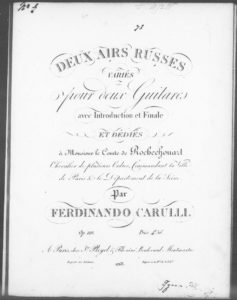 DEUX AIRS RUSSES
VARIÉS
pour deux Guitares
avec Introduction et Finale
ET DÉDIÉS
à Monsieur le Comte de Rochechouart
Chevalier de plusieurs Ordres, Commandant la Ville
de Paris & le Département de la Seine
Par
FERDINANDO CARULLI.
Op. 110. Prix
A Paris, chez Pleyel & Fils aîné, Boulevard Montmartre